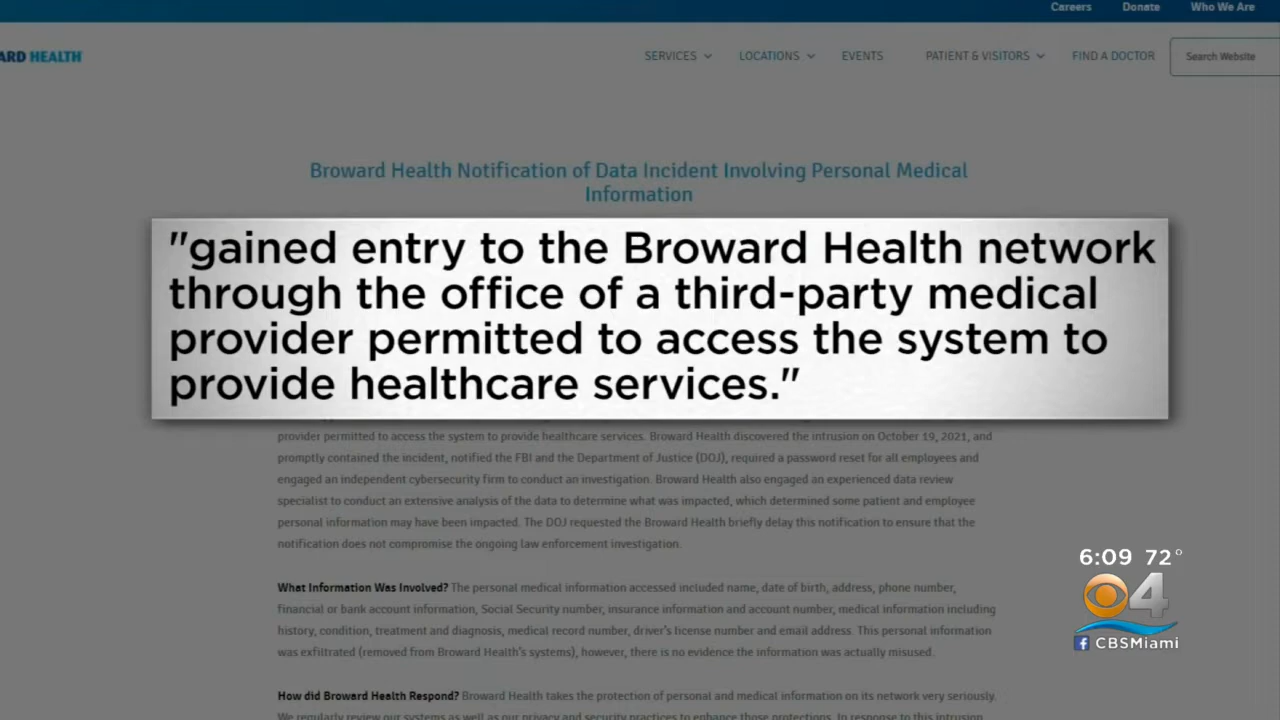 Careers Donate Who We Are
ARD HEALTH SERVICES LOCATIONS EVENTS PATIENT & VISITORS FIND A DOCTOR Search Website
Broward Health Notification of Data Incident Involving Personal Medical
Information
"gained entry to the Broward Health network
through the office of a third-party medical
provider permitted to access the system to
provide healthcare services."
provider permitted to access the system to provide healthcare services. Broward Health discovered the intrusion on October 19, 2021, and
promptly contained the incident, notified the FBI and the Department of Justice (DOJ), required a password reset for all employees and
engaged an independent cybersecurity firm to conduct an investigation. Broward Health also engaged an experienced data review
specialist to conduct an extensive analysis of the data to determine what was impacted, which determined some patient and employee
personal information may have been impacted. The DOJ requested the Broward Health briefly delay this notification to ensure that the
notification does not compromise the ongoing law enforcement investigation.
What Information Was Involved? The personal medical information accessed included name, date of birth, address, phone number,
Financial or bank account information, Social Security number, insurance information and account number, medical information including
history, condition, treatment and diagnosis, medical record number, driver's license number and email address. This personal information
was exfiltrated (removed from Broward Health's systems), however, there is no evidence the information was actually misused.
How did Broward Health Respond? Broward Health takes the protection of personal and medical information on its network very seriously.
We regularly review our systems as well as our privacy and security practices to enhance those protections. In response to this intrusion
6:09 72°
4
CBSMiami